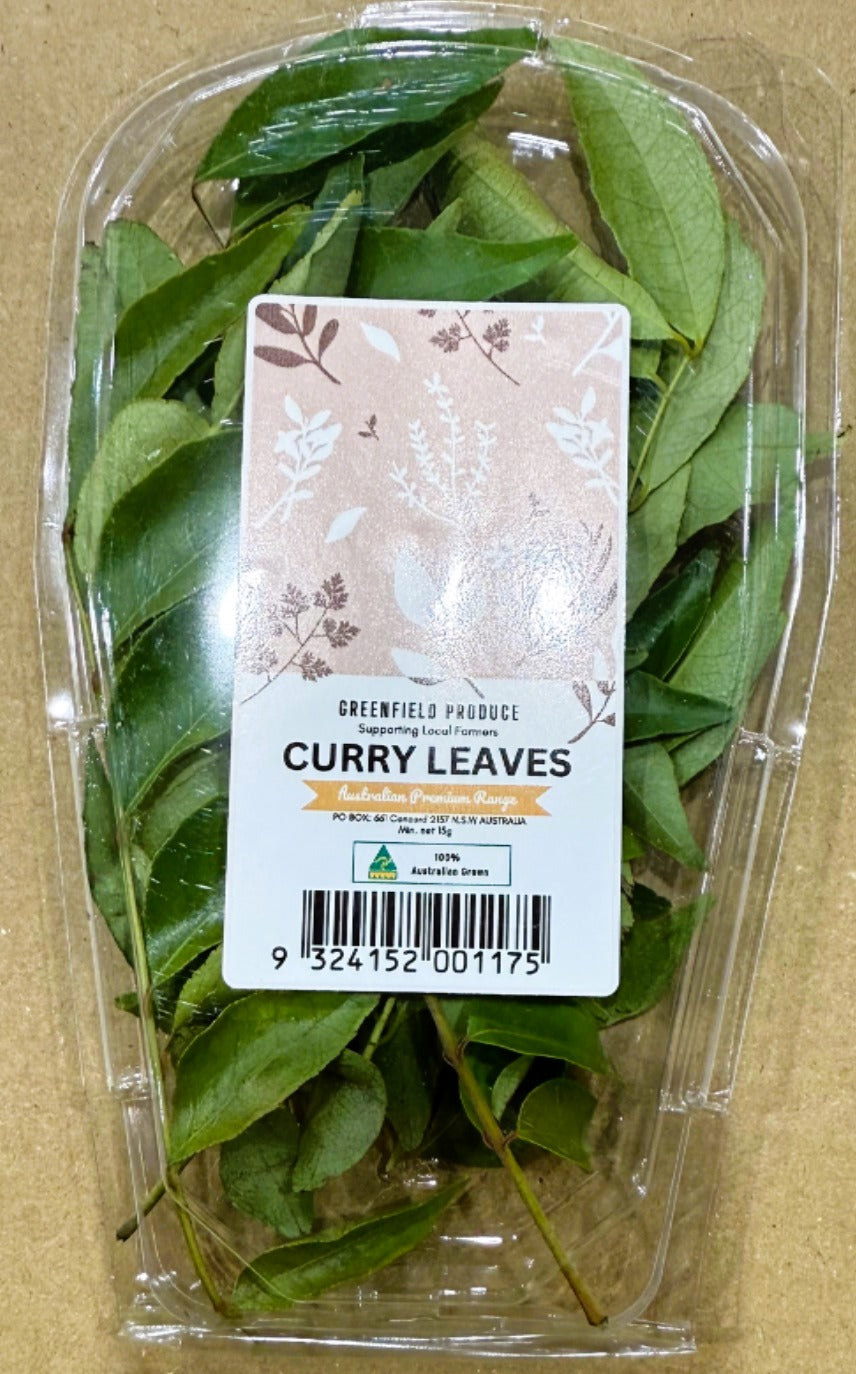 GREENFIELD PRODUCE
Supporting Local Farmers
CURRY LEAVES
Australian Premium Range
PO BOX: 661 Concord 2157 N.S.W AUSTRALIA
Min. net 15g
100%
Australian Grown
9 324152 001175